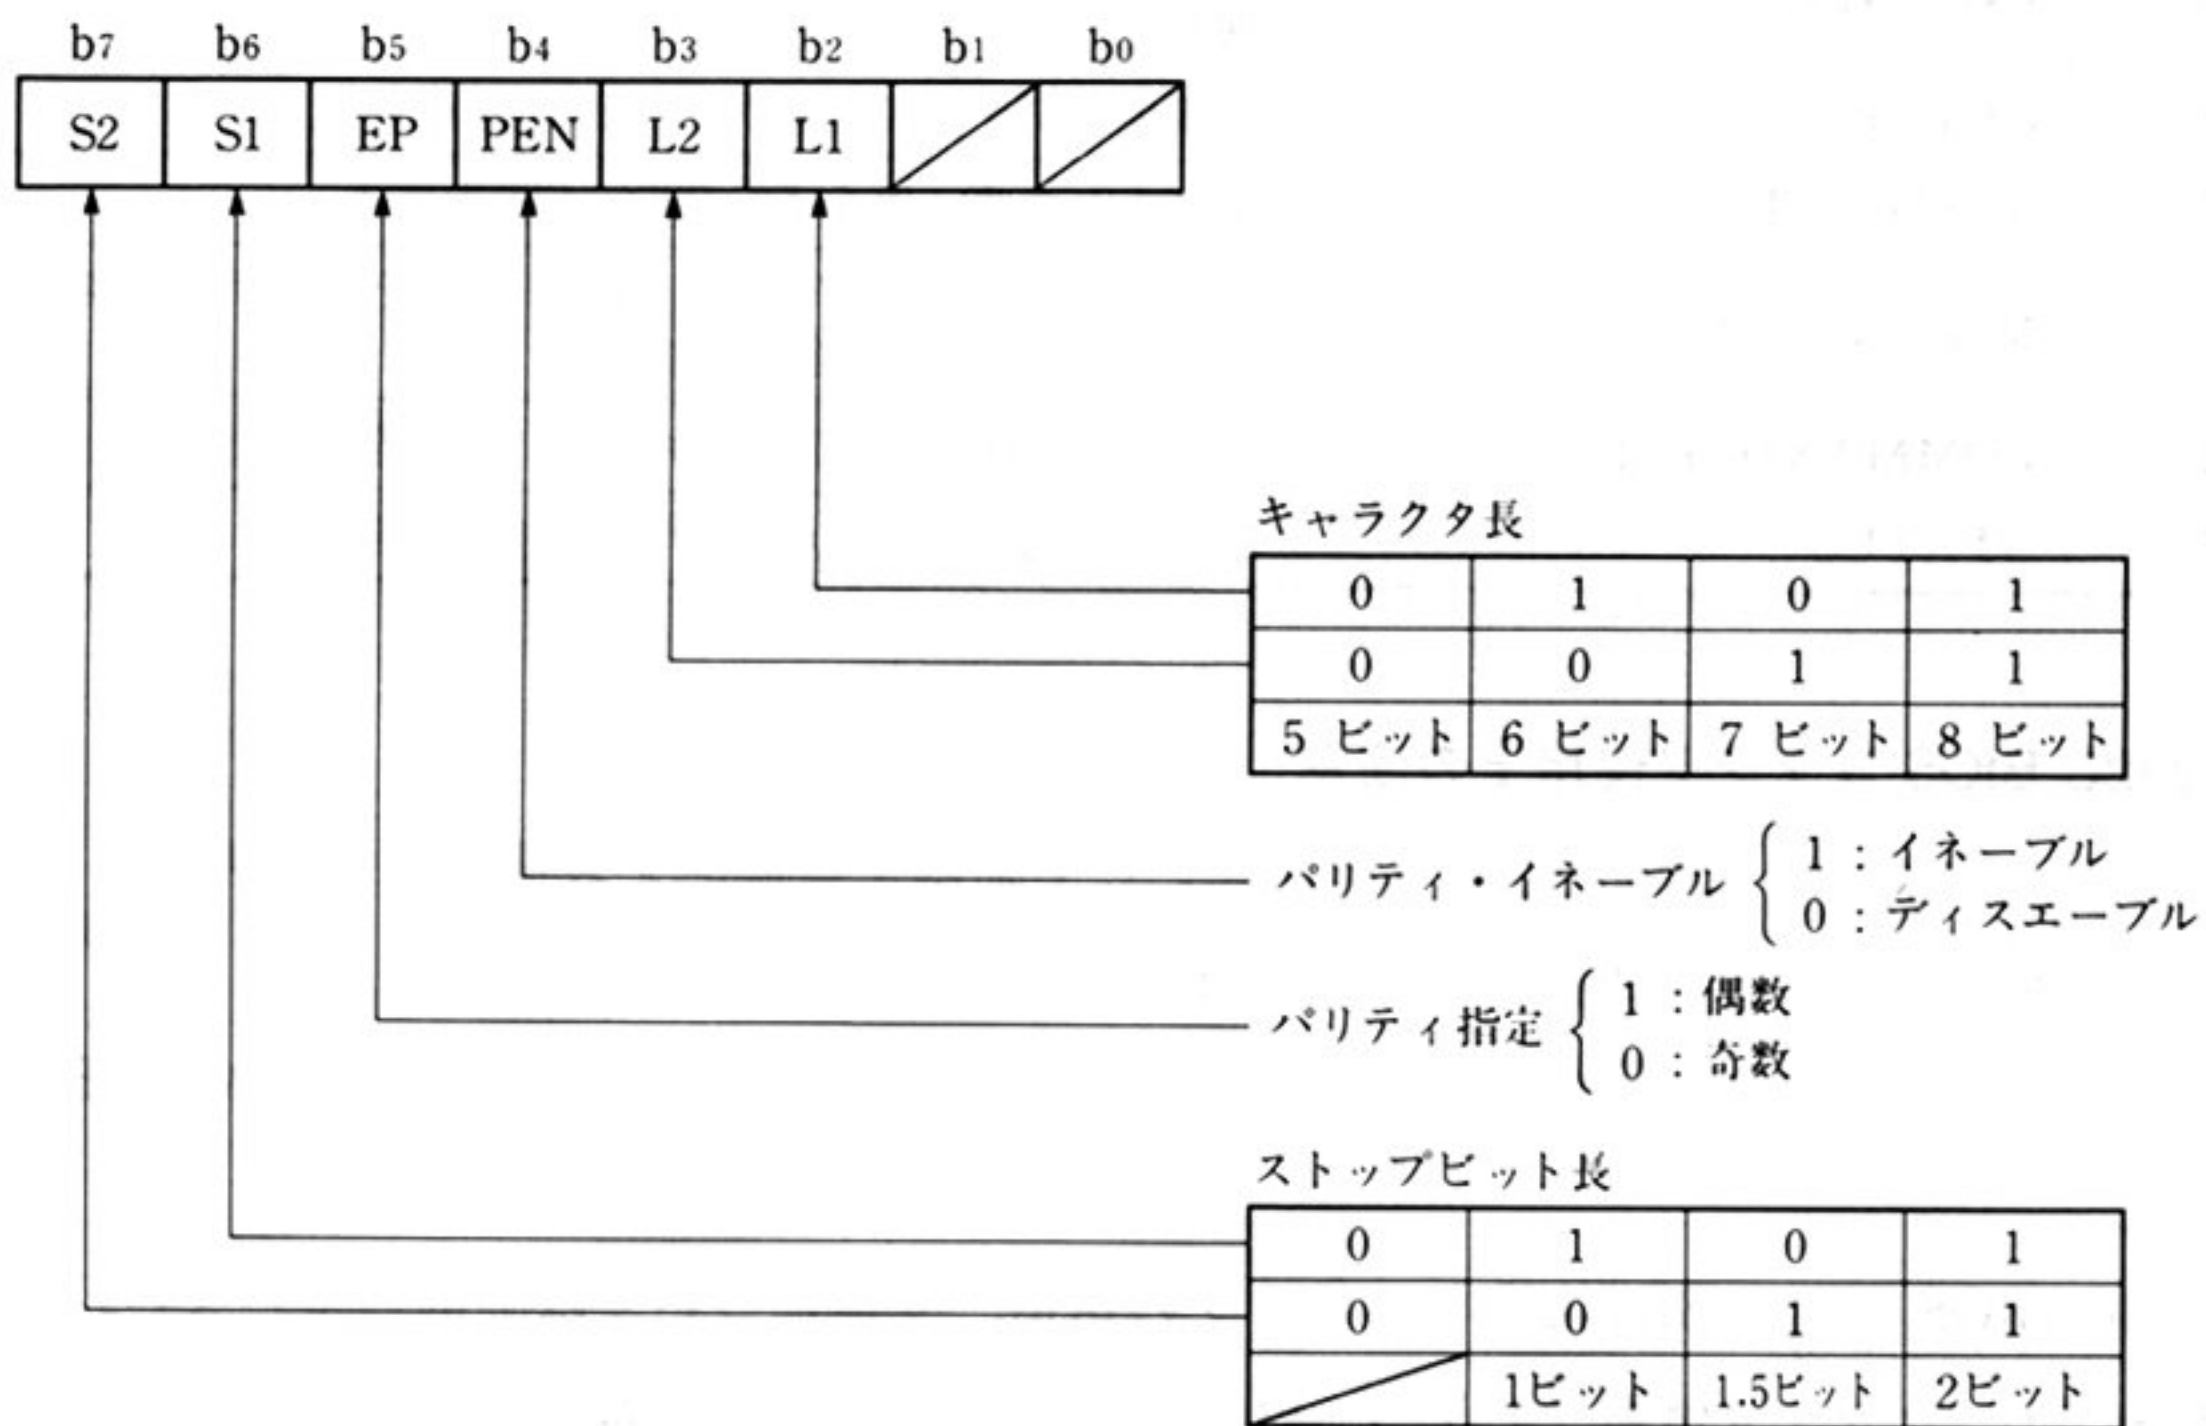 b7 b6 b5 b4 b3 b2 b1 b0
S2 S1 EP PEN L2 L1
キャラクタ長
0 1 0 1
0 0 1 1
5 ビット 6 ビット 7 ビット 8 ビット
パリティ・イネーブル { 1 : イネーブル
0 : ディスエーブル
パリティ指定 { 1 : 偶数
0 : 奇数
ストップビット長
0 1 0 1
0 0 1 1
1ビット 1.5ビット 2ビット